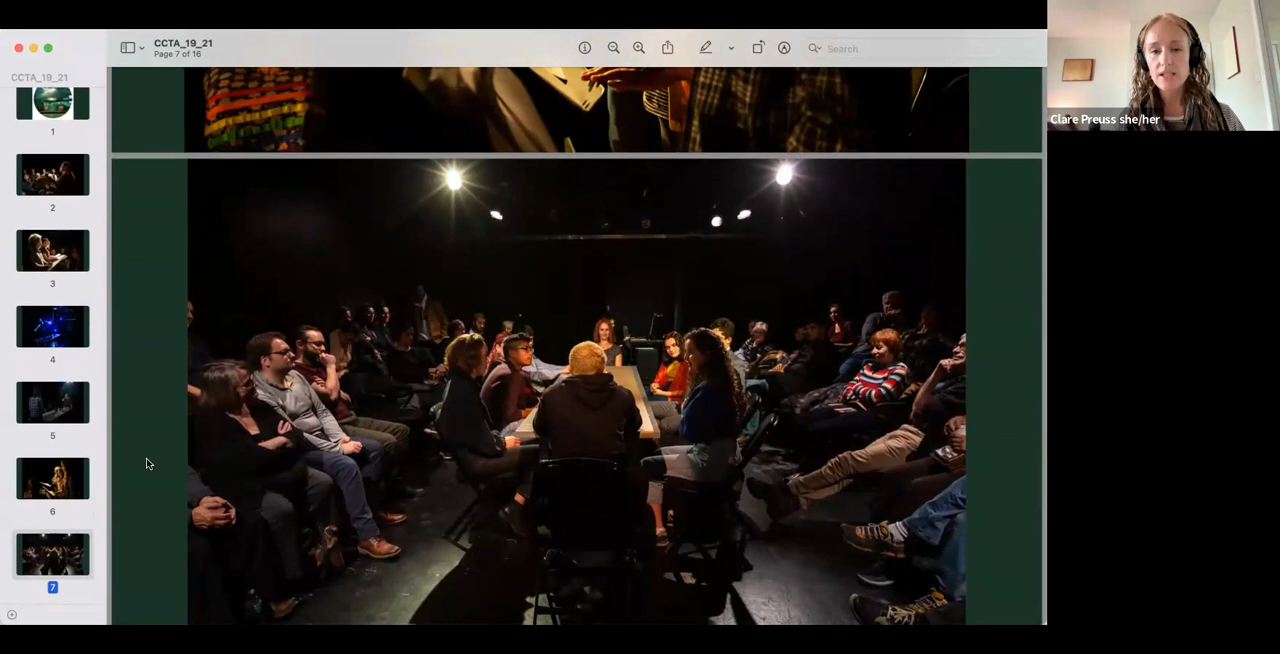 CCTA_19_21
Page 7 of 16
Search
CCTA_19_21
1
2
3
4
5
6
7
Clare Preuss she/her